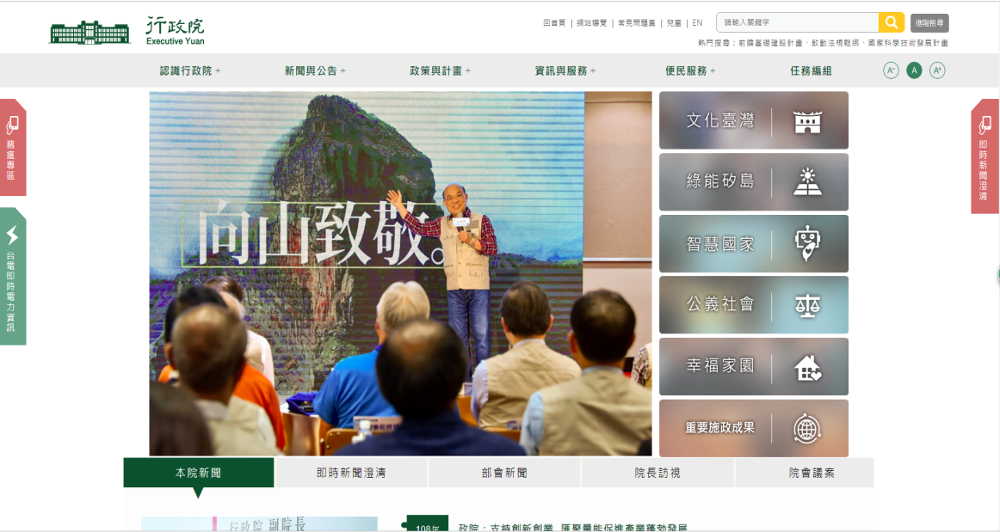 行政院
Executive Yuan
回首頁 | 網站導覽 | 常見問題集 | 兒童 | EN
請輸入關鍵字
進階搜尋
熱門搜尋：前瞻基礎建設計畫、啟動法規鬆綁、國家科學技術發展計畫
認識行政院 +
新聞與公告 +
政策與計畫 +
資訊與服務 +
便民服務 +
任務編組
A-
A
A+
豬瘟專區
台電即時電力資訊
即時新聞澄清
向山致敬。
文化臺灣
綠能矽島
智慧國家
公義社會
幸福家園
重要施政成果
本院新聞
即時新聞澄清
部會新聞
院長訪視
院會議案
行政院 副院長
108年
政院：支持創新創業 匯聚量能促進產業蓬勃發展